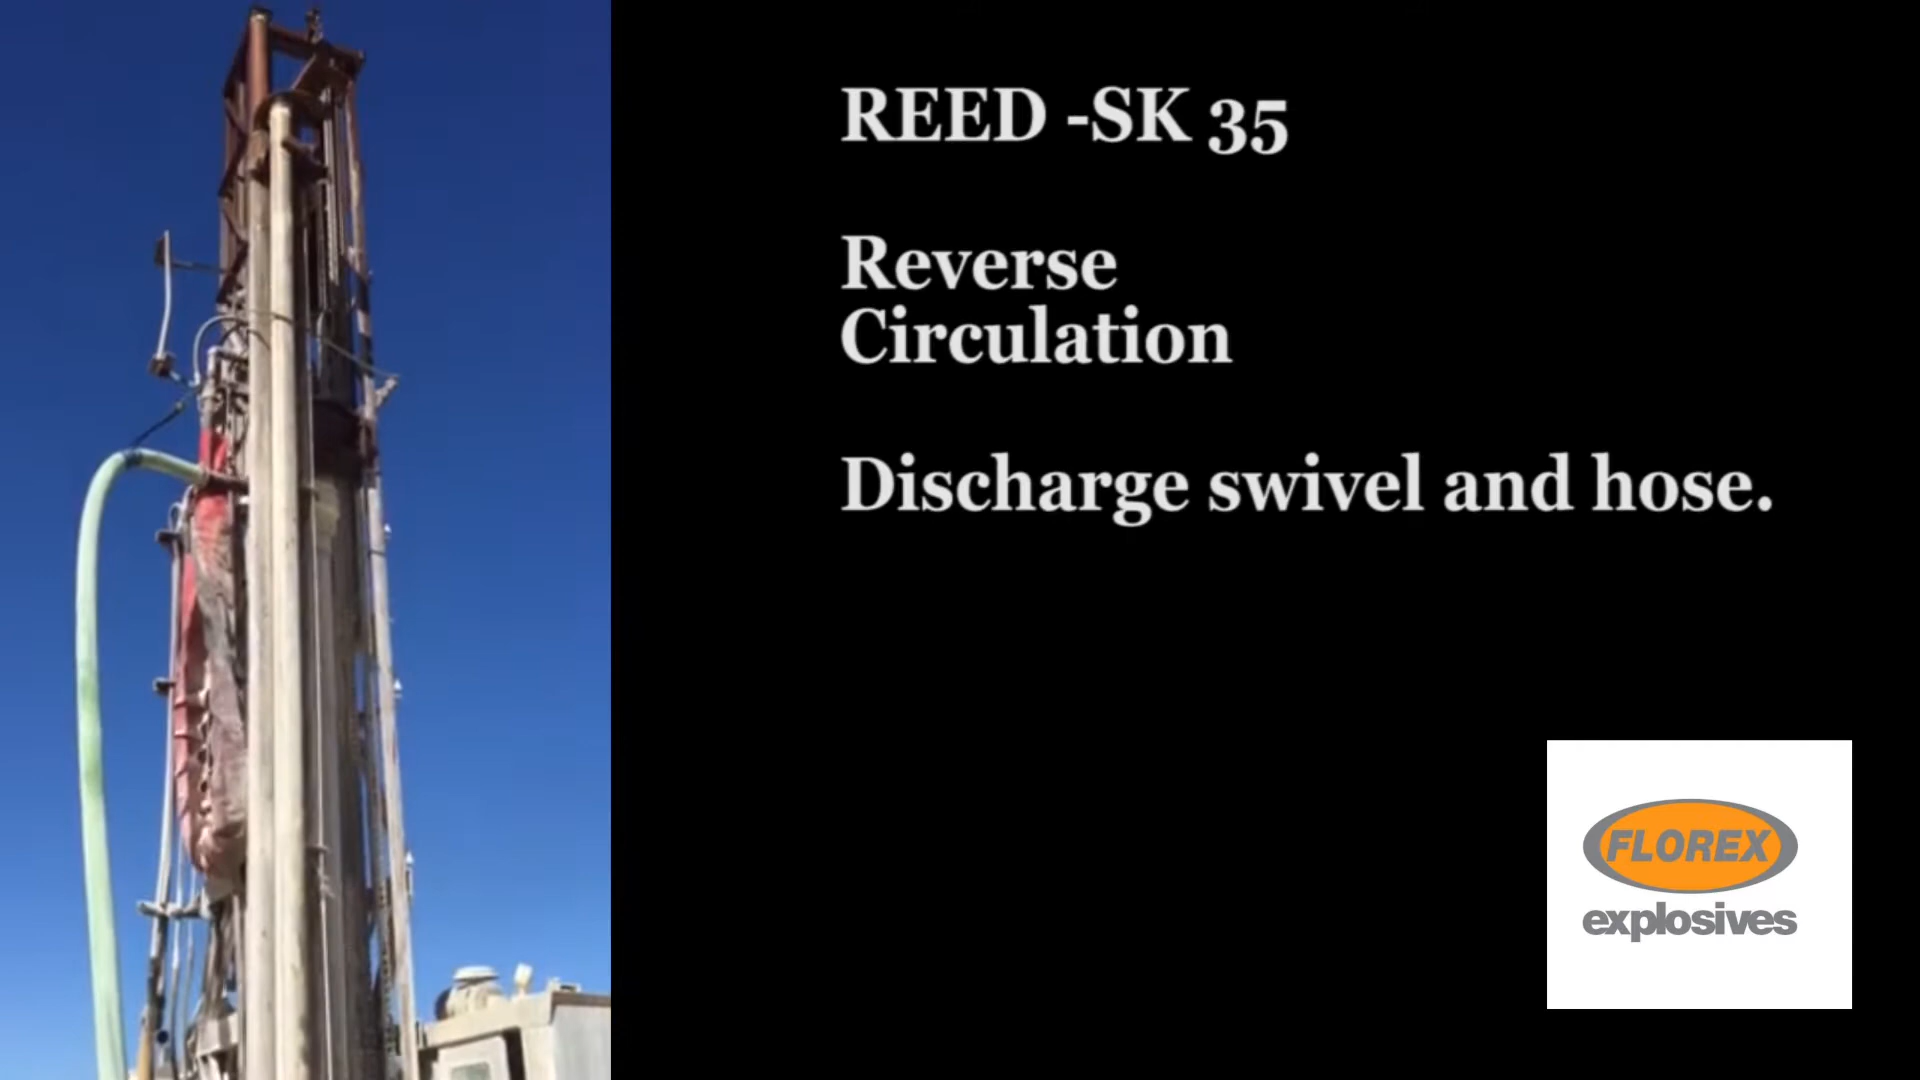 REED -SK 35
Reverse
Circulation
Discharge swivel and hose.
FLOREX
explosives